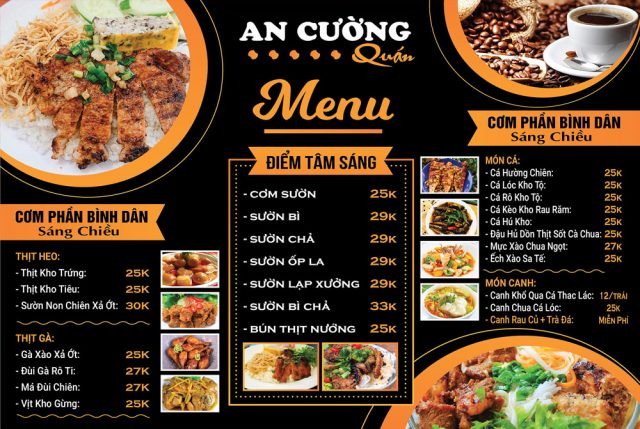 AN CƯỜNG
Quán
Menu
CƠM PHẦN BÌNH DÂN
Sáng Chiều
THỊT HEO:
- Thịt Kho Trứng: 25K
- Thịt Kho Tiêu: 25K
- Sườn Non Chiên Xả Ớt: 30K
THỊT GÀ:
- Gà Xào Xả Ớt: 25K
- Đùi Gà Rô Ti: 27K
- Má Đùi Chiên: 27K
- Vịt Kho Gừng: 25K
ĐIỂM TÂM SÁNG
- CƠM SƯỜN 25K
- SƯỜN BÌ 29K
- SƯỜN CHẢ 29K
- SƯỜN ỐP LA 29K
- SƯỜN LẠP XƯỞNG 29K
- SƯỜN BÌ CHẢ 33K
- BÚN THỊT NƯỚNG 25K
CƠM PHẦN BÌNH DÂN
Sáng Chiều
MÓN CÁ:
- Cá Hường Chiên: 25K
- Cá Lóc Kho Tộ: 25K
- Cá Rô Kho Tộ: 25K
- Cá Kèo Kho Rau Răm: 25K
- Cá Hú Kho: 25K
- Đậu Hủ Dồn Thịt Sốt Cà Chua: 25K
- Mực Xào Chua Ngọt: 27K
- Ếch Xào Sa Tế: 25K
MÓN CANH:
- Canh Khổ Qua Cá Thac Lác: 12/TRÁI
- Canh Chua Cá Lóc: 25K
- Canh Rau Củ + Trà Đá: MIỄN PHÍ